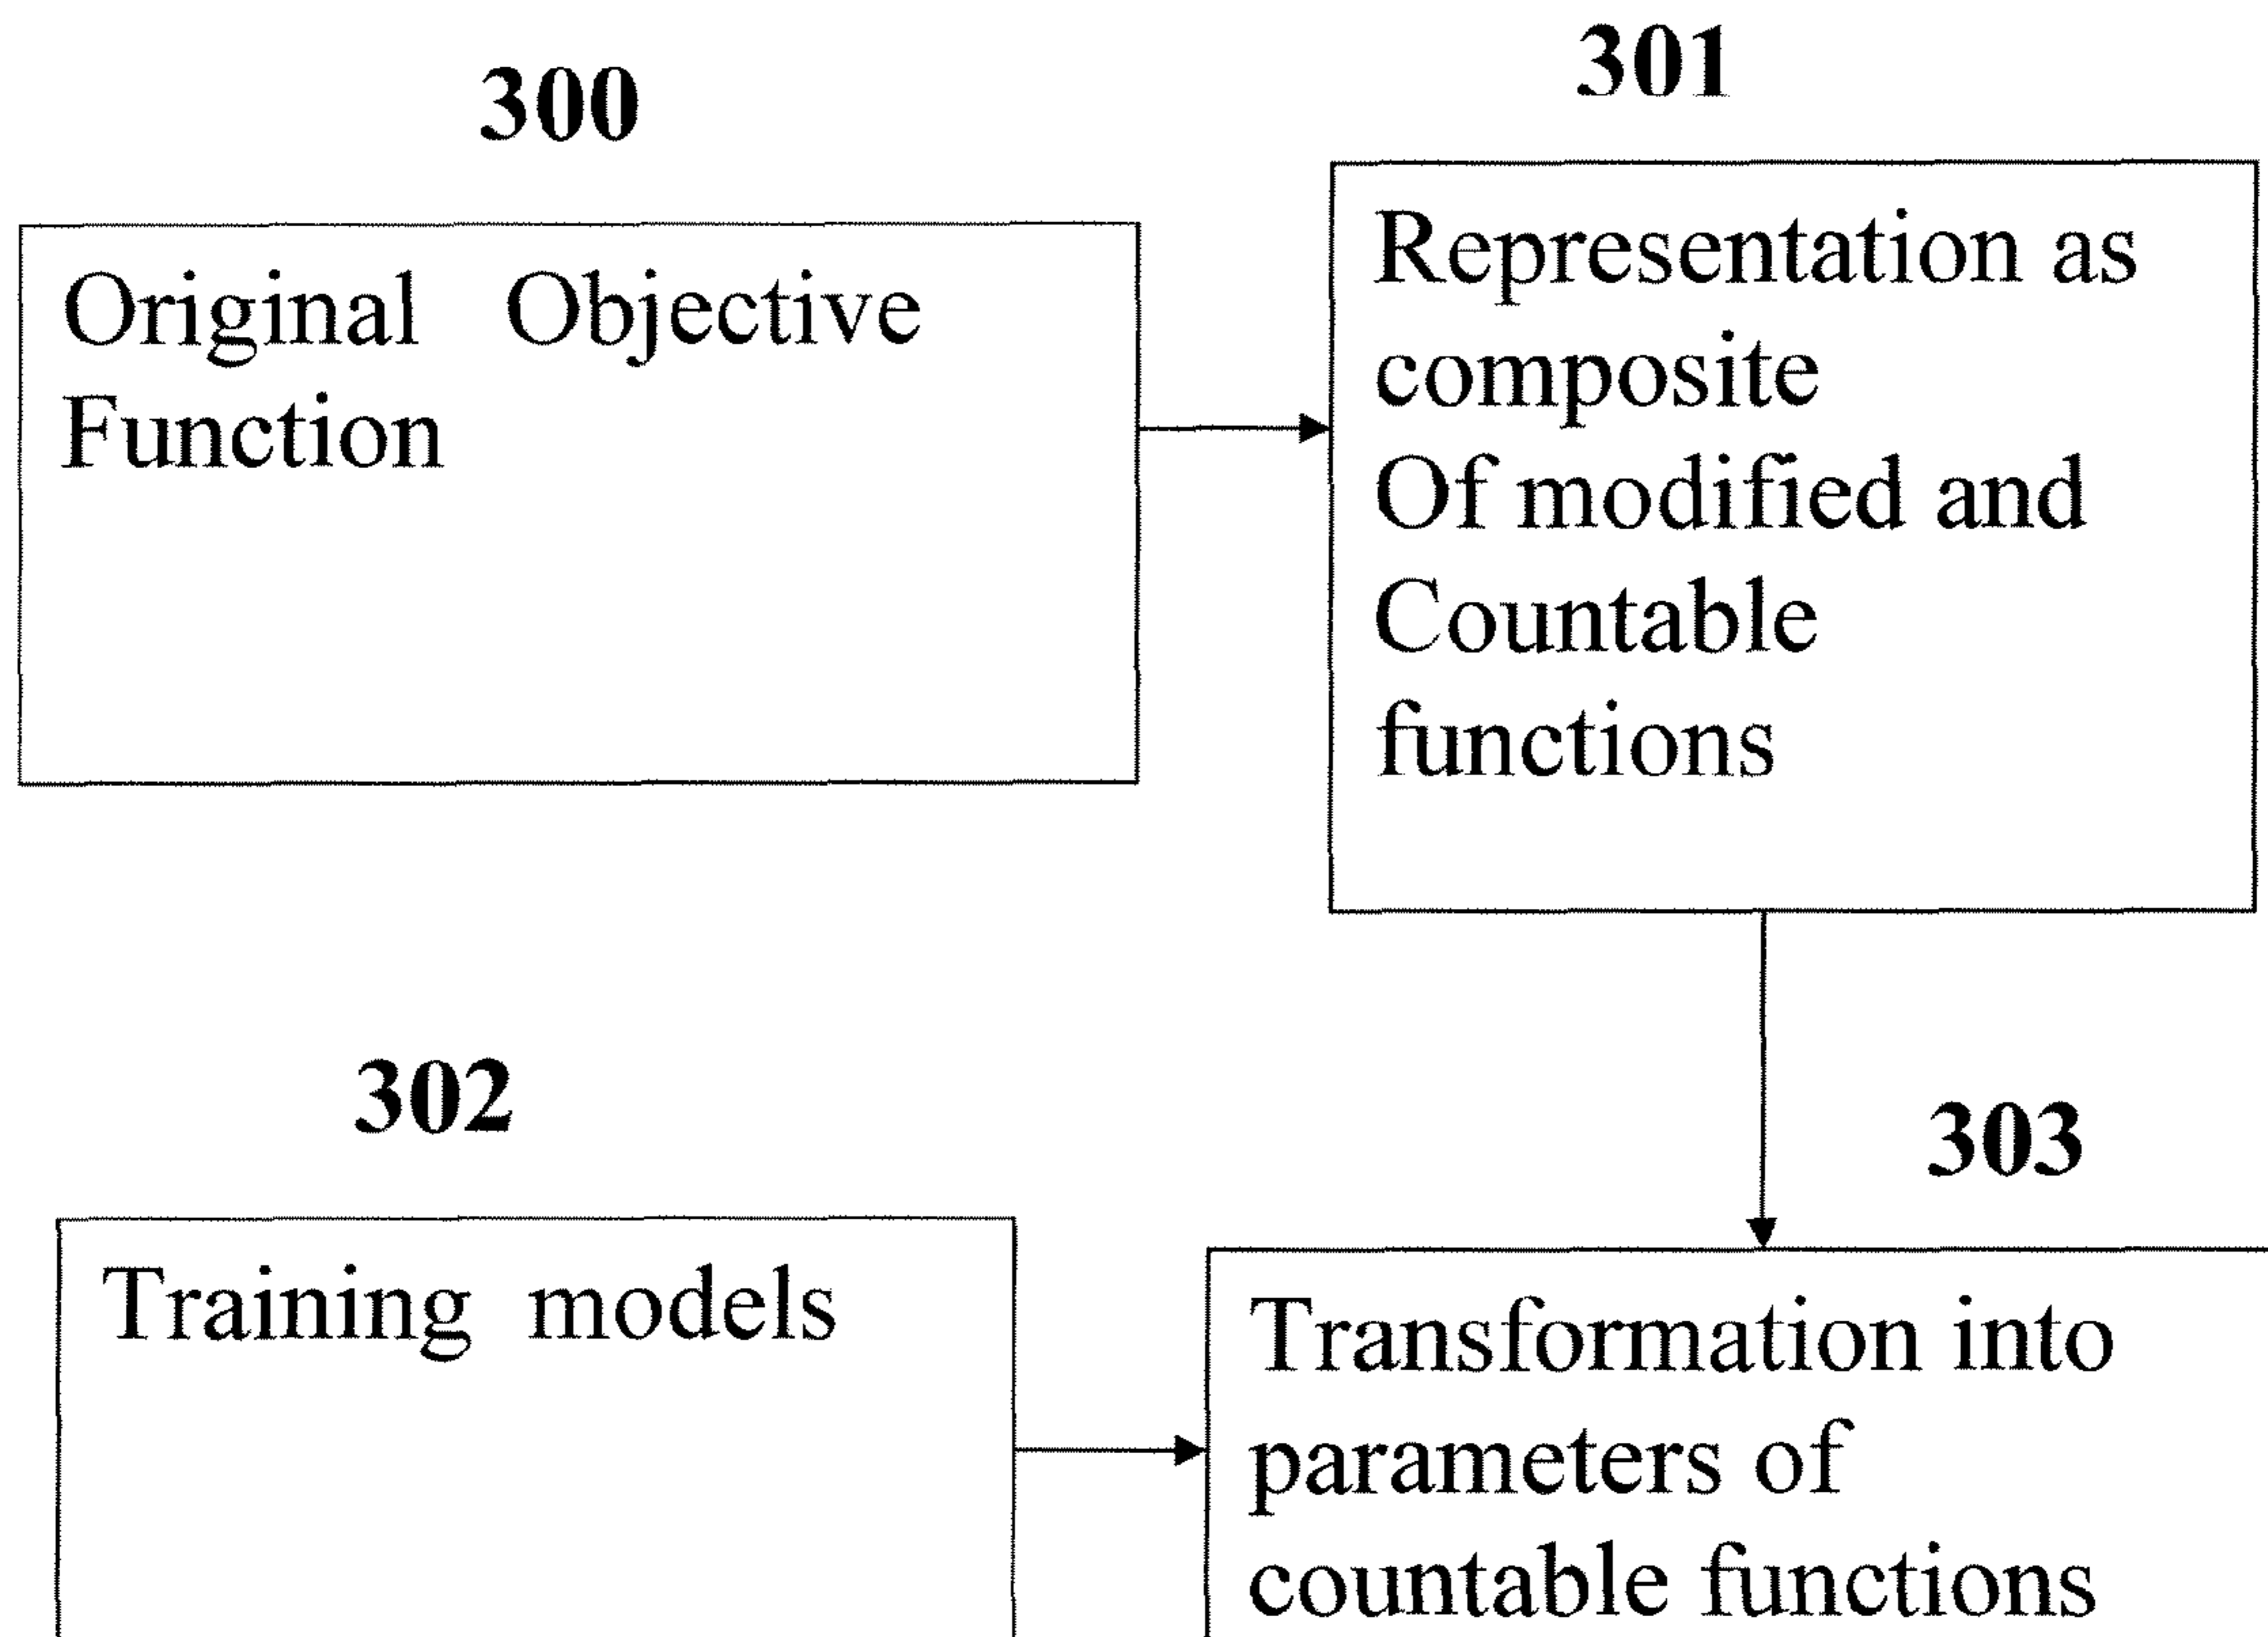 300
Original Objective
Function
301
Representation as
composite
Of modified and
Countable
functions
302
Training models
303
Transformation into
parameters of
countable functions